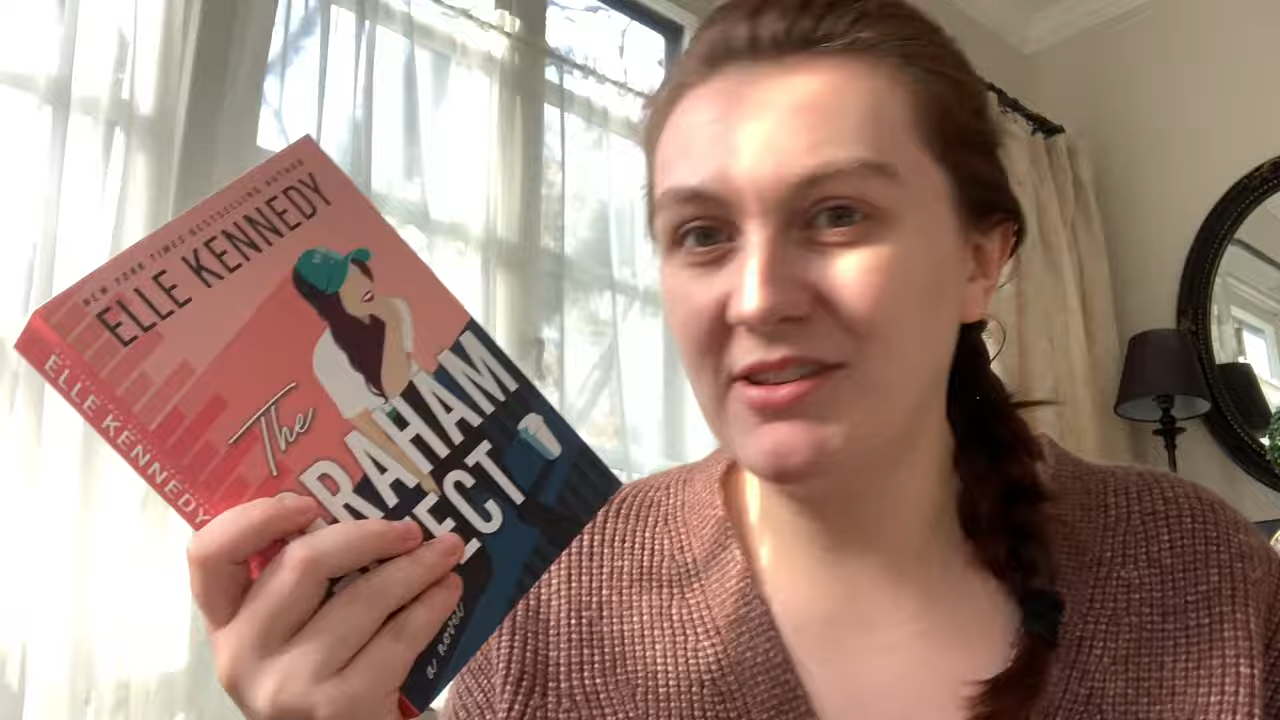 NEW YORK TIMES BESTSELLING AUTHOR
ELLE KENNEDY
The
RAHAM
ECT
a novel
ELLE KENNEDY